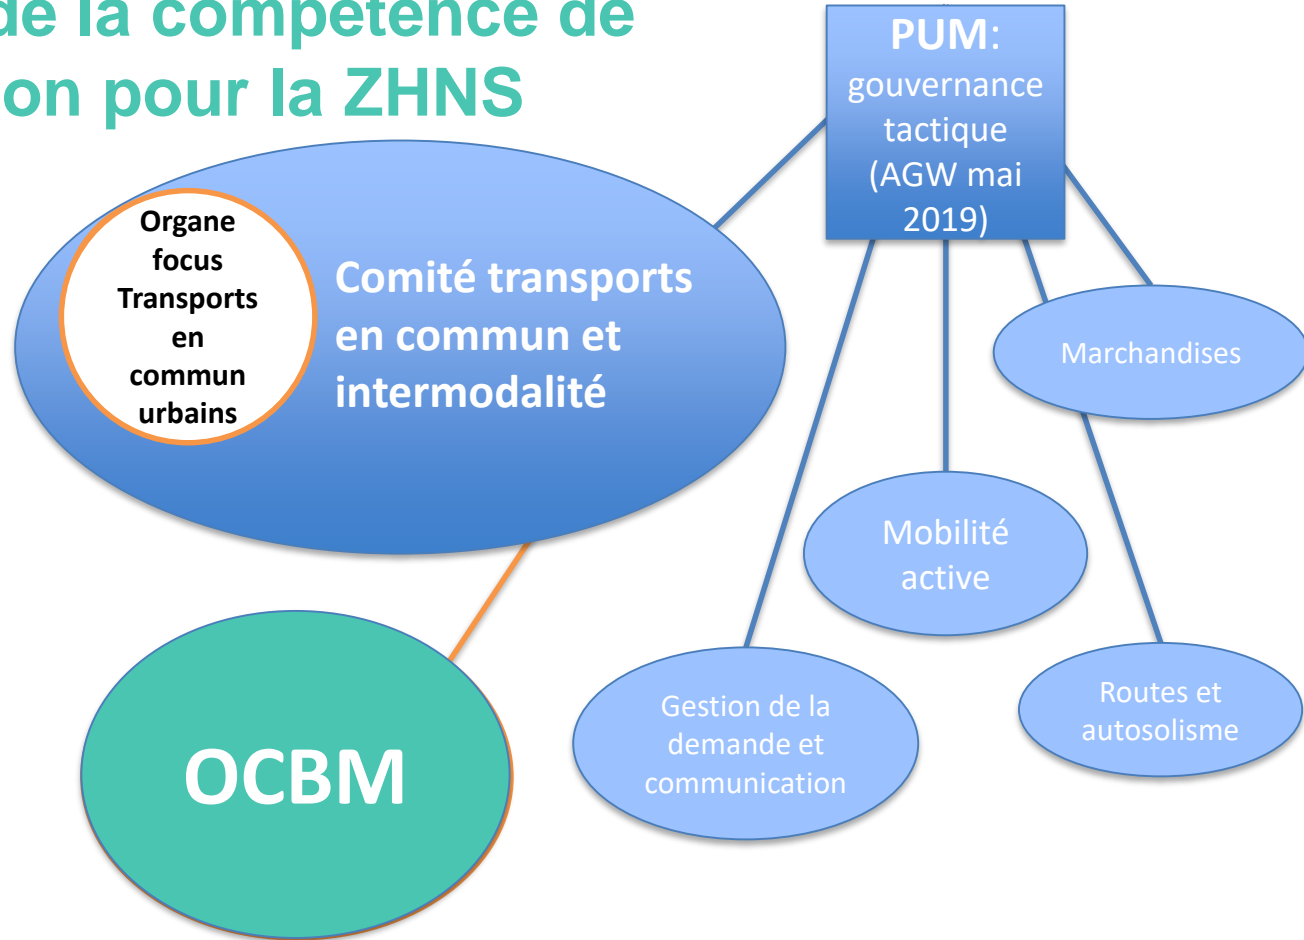 de la compétence de
on pour la ZHNS
PUM:
gouvernance
tactique
(AGW mai
2019)
Organe
focus
Transports
en
commun
urbains
Comité transports
en commun et
intermodalité
Marchandises
Mobilité
active
Gestion de la
demande et
communication
Routes et
autosolisme
OCBM